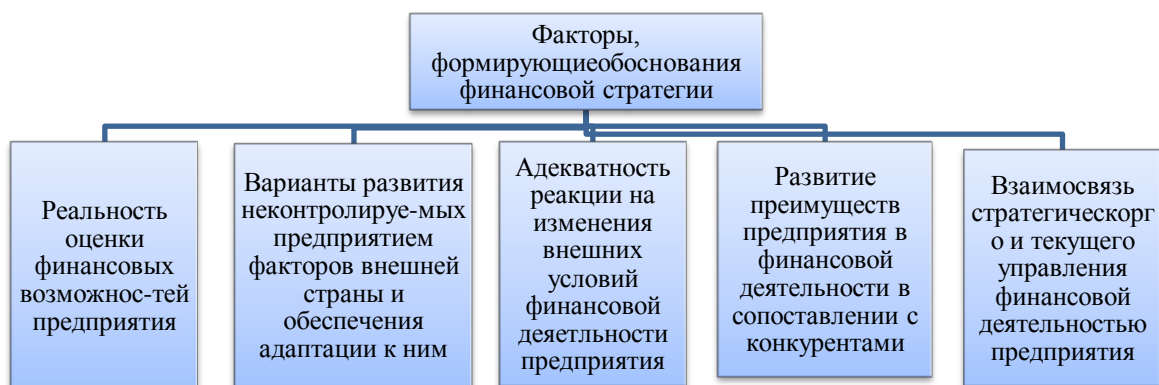 Факторы,
формирующиеобоснования
финансовой стратегии
Реальность
оценки
финансовых
возможнос-тей
предприятия
Варианты развития
неконтролируе-мых
предприятием
факторов внешней
страны и
обеспечения
адаптации к ним
Адекватность
реакции на
изменения
внешних
условий
финансовой
деяетльности
предприятия
Развитие
преимуществ
предприятия в
финансовой
деятельности в
сопоставлении с
конкурентами
Взаимосвязь
стратегическорг
о и текущего
управления
финансовой
деятельностью
предприятия